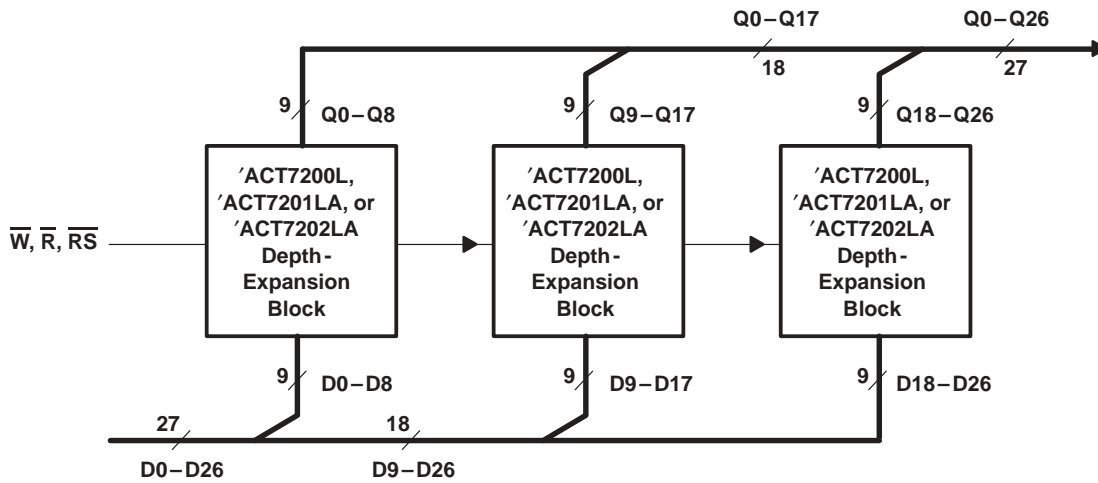 Q0–Q17
Q0–Q26
18
27
9
Q0–Q8
9
Q9–Q17
9
Q18–Q26
′ACT7200L,
′ACT7201LA, or
′ACT7202LA
Depth-
Expansion
Block
′ACT7200L,
′ACT7201LA, or
′ACT7202LA
Depth-
Expansion
Block
′ACT7200L,
′ACT7201LA, or
′ACT7202LA
Depth-
Expansion
Block
W̅, R̅, R̅S̅
9
D0–D8
9
D9–D17
9
D18–D26
27
18
D0–D26
D9–D26